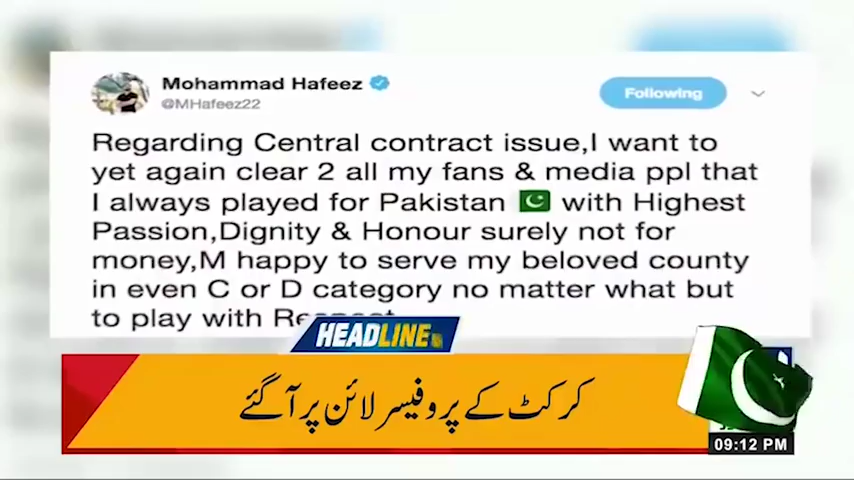 Mohammad Hafeez
@MHafeez22
Following
Regarding Central contract issue,I want to
yet again clear 2 all my fans & media ppl that
I always played for Pakistan 🇵🇰 with Highest
Passion,Dignity & Honour surely not for
money,M happy to serve my beloved county
in even C or D category no matter what but
to play with
HEADLINE
کرکٹ کے پروفیسر لائن پر آگئے
09:12 PM